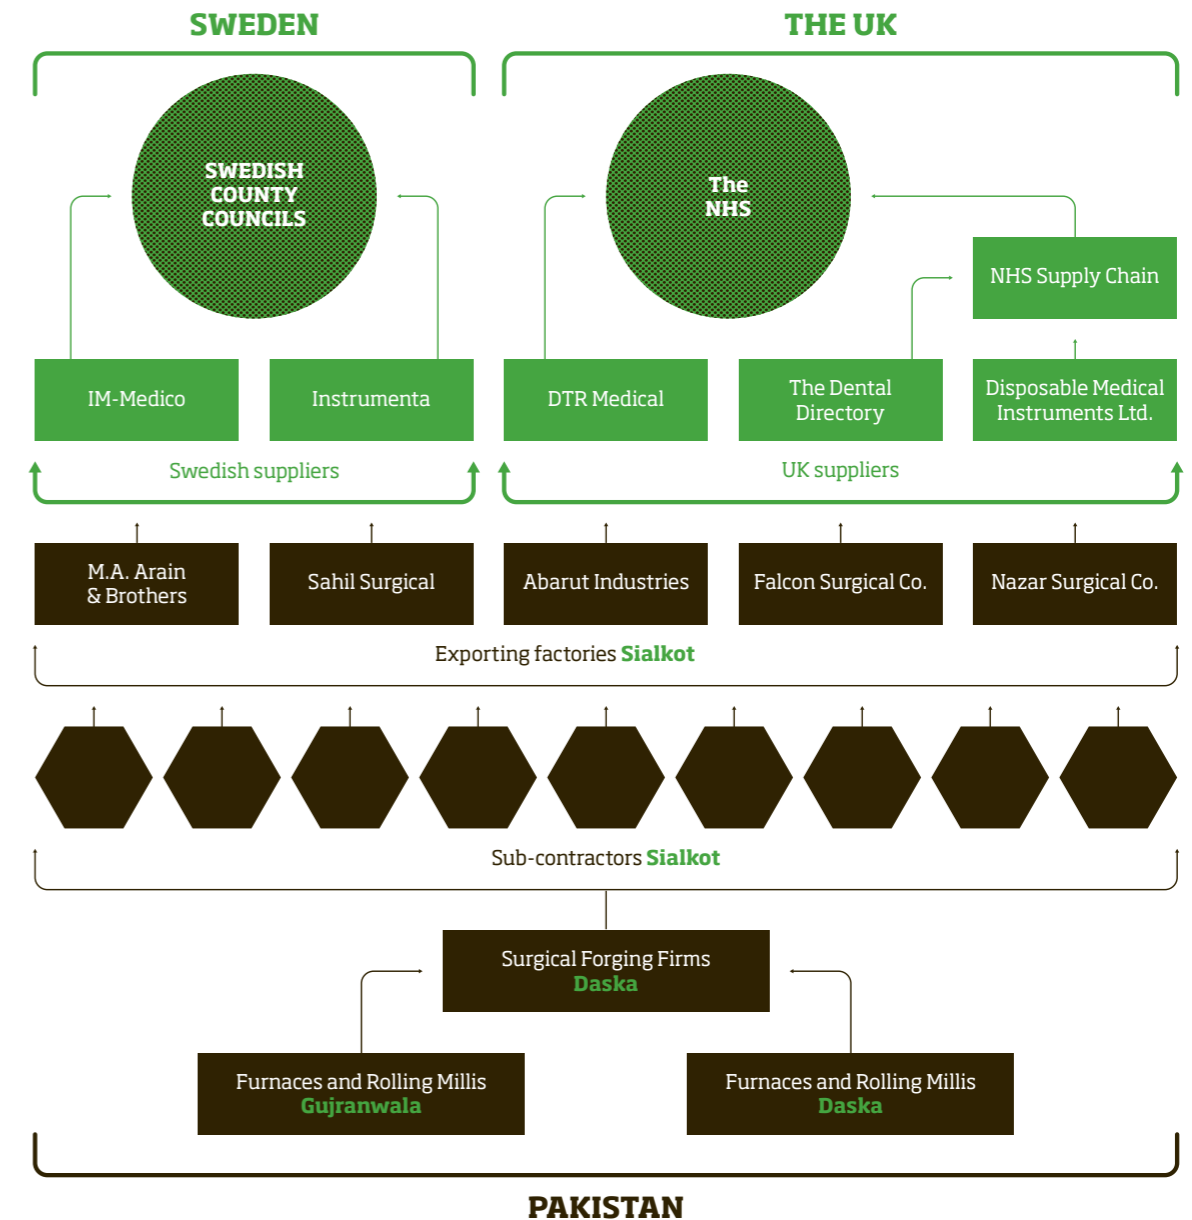 SWEDEN
THE UK
SWEDISH
COUNTY
COUNCILS
The
NHS
NHS Supply Chain
IM-Medico
Instrumenta
DTR Medical
The Dental
Directory
Disposable Medical
Instruments Ltd.
Swedish suppliers
UK suppliers
M.A. Arain
& Brothers
Sahil Surgical
Abarut Industries
Falcon Surgical Co.
Nazar Surgical Co.
Exporting factories Sialkot
Sub-contractors Sialkot
Surgical Forging Firms
Daska
Furnaces and Rolling Millis
Gujranwala
Furnaces and Rolling Millis
Daska
PAKISTAN